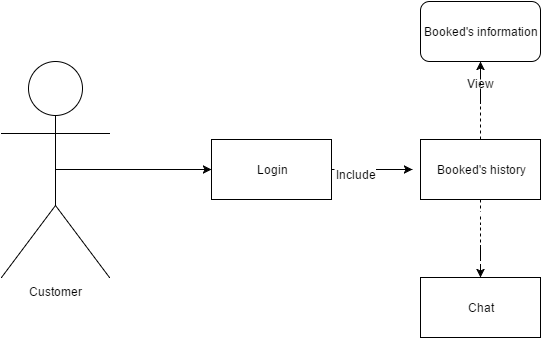 Booked's information
View
Login
Include
Booked's history
Customer
Chat